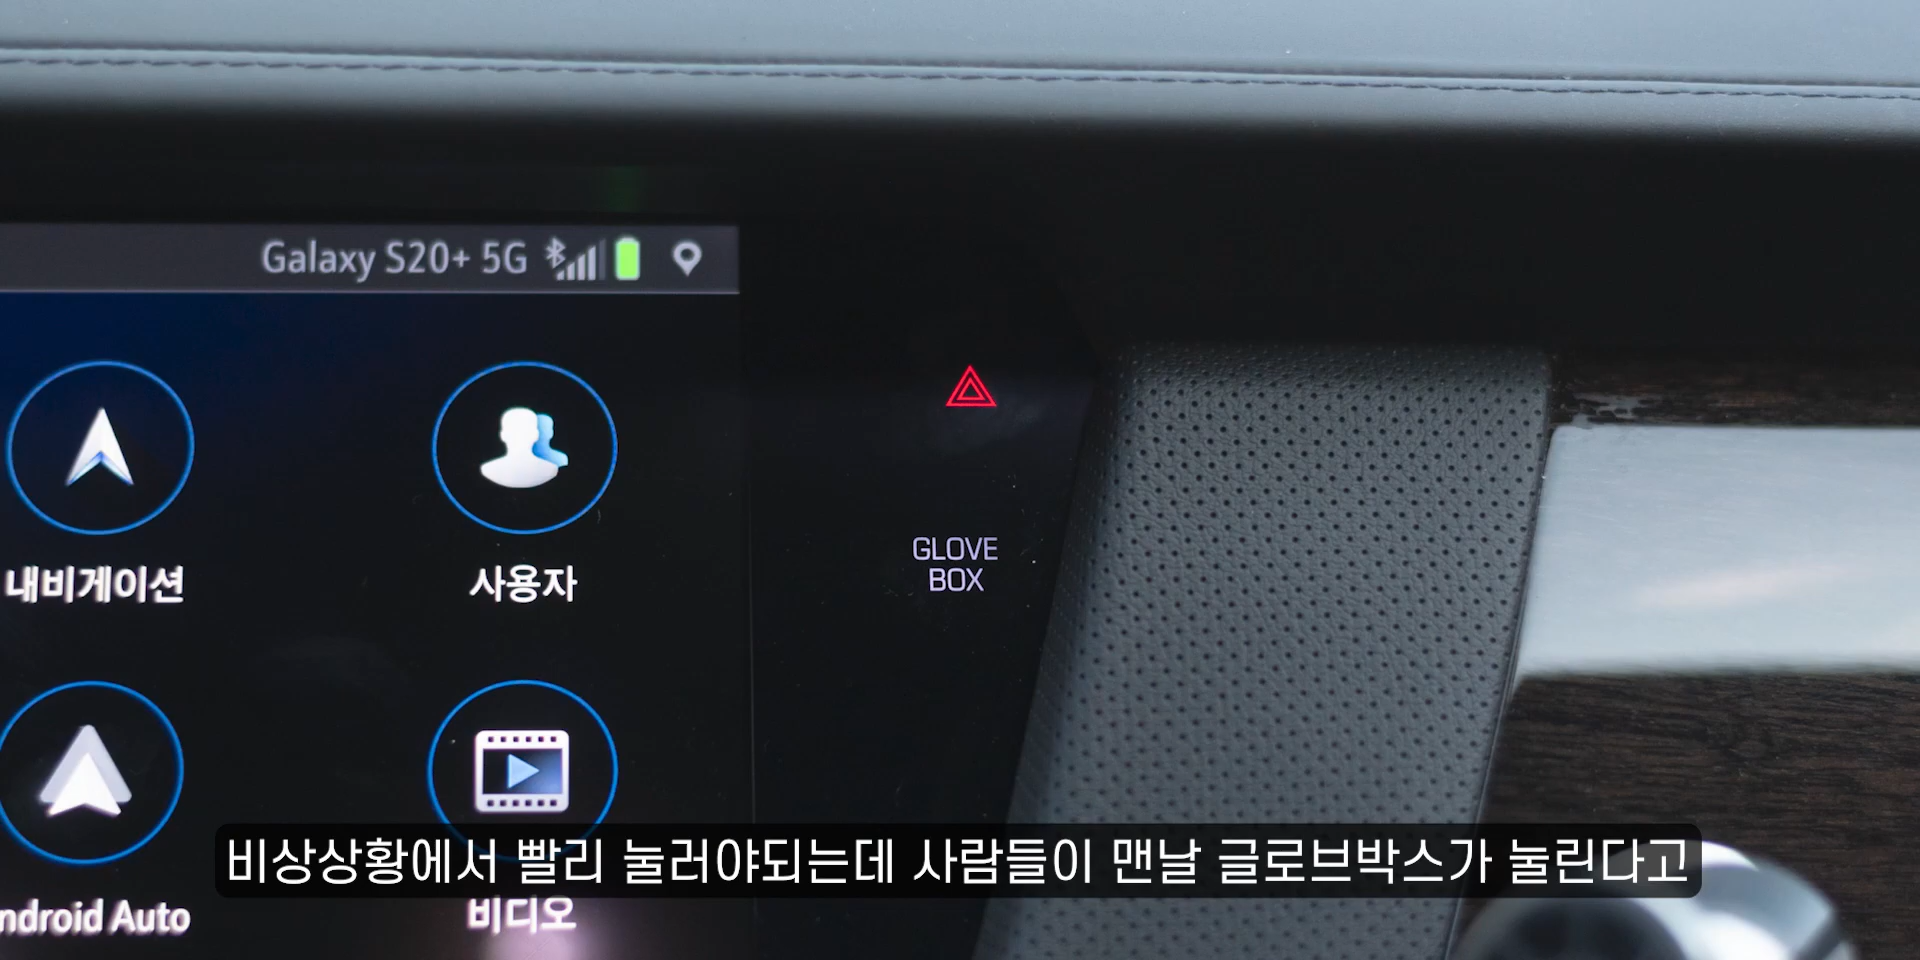 Galaxy S20+ 5G
내비게이션
사용자
GLOVE
BOX
비상상황에서 빨리 눌러야되는데 사람들이 맨날 글로브박스가 눌린다고
ndroid Auto
비디오